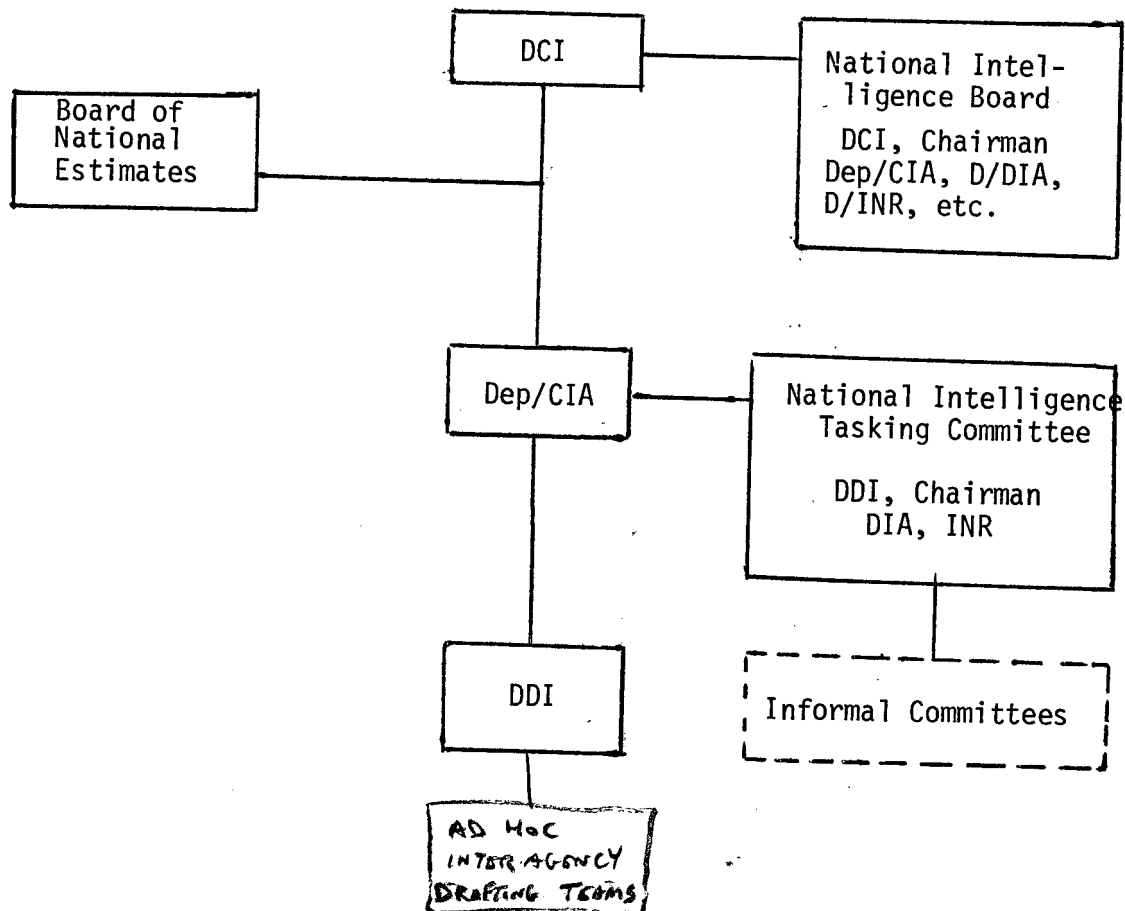 DCI
National Intel-
ligence Board
DCI, Chairman
Dep/CIA, D/DIA,
D/INR, etc.
Board of
National
Estimates
Dep/CIA
National Intelligence
Tasking Committee
DDI, Chairman
DIA, INR
DDI
Informal Committees
AD HOC
INTER-AGENCY
DRAFTING TEAMS